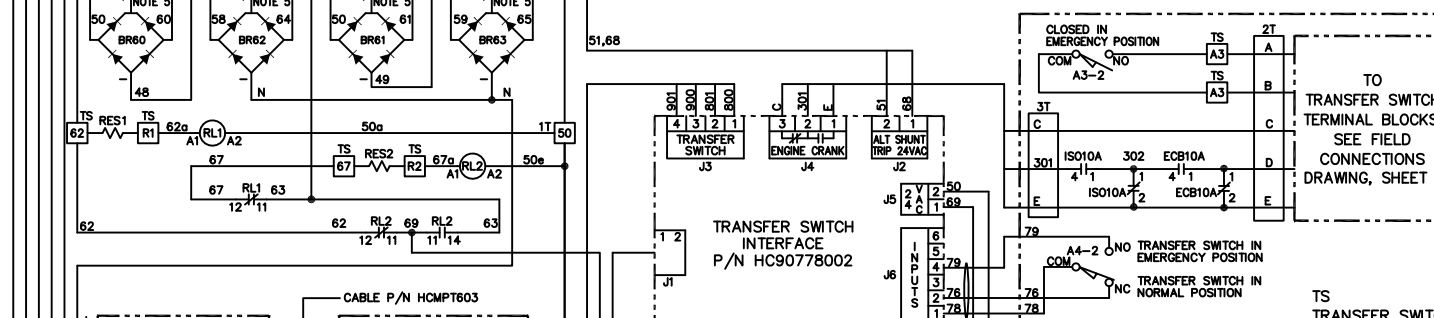 NOTE 5
NOTE 5
NOTE 5
NOTE 5
50 60
BR60
–
48
58 64
BR62
–
N
50 61
BR61
–
49
59 65
BR63
–
N
51,68
CLOSED IN
EMERGENCY POSITION
COM NO
A3-2
TS
A3
TS
A3
2T
A
B
C
D
E
TO
TRANSFER SWITCH
TERMINAL BLOCKS
SEE FIELD
CONNECTIONS
DRAWING, SHEET
TS
62
RES1
TS
R1
62a
RL1
A1 A2
50a
1T
50
67
TS
67
RES2
TS
R2
67a
RL2
A1 A2
50e
67 RL1 63
12 11
62
62 RL2 69 RL2 63
12 11 11 14
901 900 801 800
4 3 2 1
TRANSFER
SWITCH
J3
C 301 E
3 2 1
ENGINE CRANK
J4
51 68
2 1
ALT SHUNT
TRIP 24VAC
J2
3T
C
301
E
ISO10A 302 ECB10A
4 1 4 1
ISO10A 1
2
ECB10A 1
2
J5
24
VAC
2 50
1 69
TRANSFER SWITCH
INTERFACE
P/N HC90778002
1 2
J1
J6
INPUTS
6
5
4 79
3
2 76
1 78
79
A4-2 NO TRANSFER SWITCH IN
EMERGENCY POSITION
COM
NC TRANSFER SWITCH IN
NORMAL POSITION
76
78
CABLE P/N HCMPT603
TS
TRANSFER SWIT